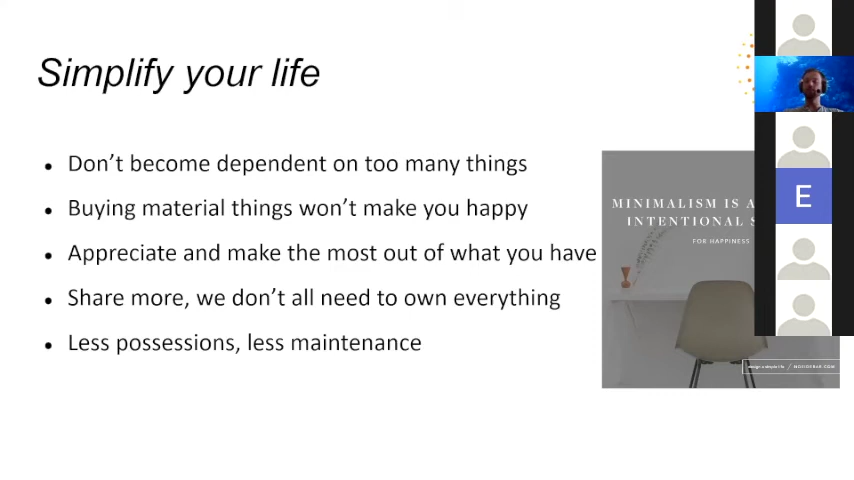 Simplify your life
• Don't become dependent on too many things
• Buying material things won't make you happy
• Appreciate and make the most out of what you have
• Share more, we don't all need to own everything
• Less possessions, less maintenance
MINIMALISM IS A
INTENTIONAL S
FOR HAPPINESS
E